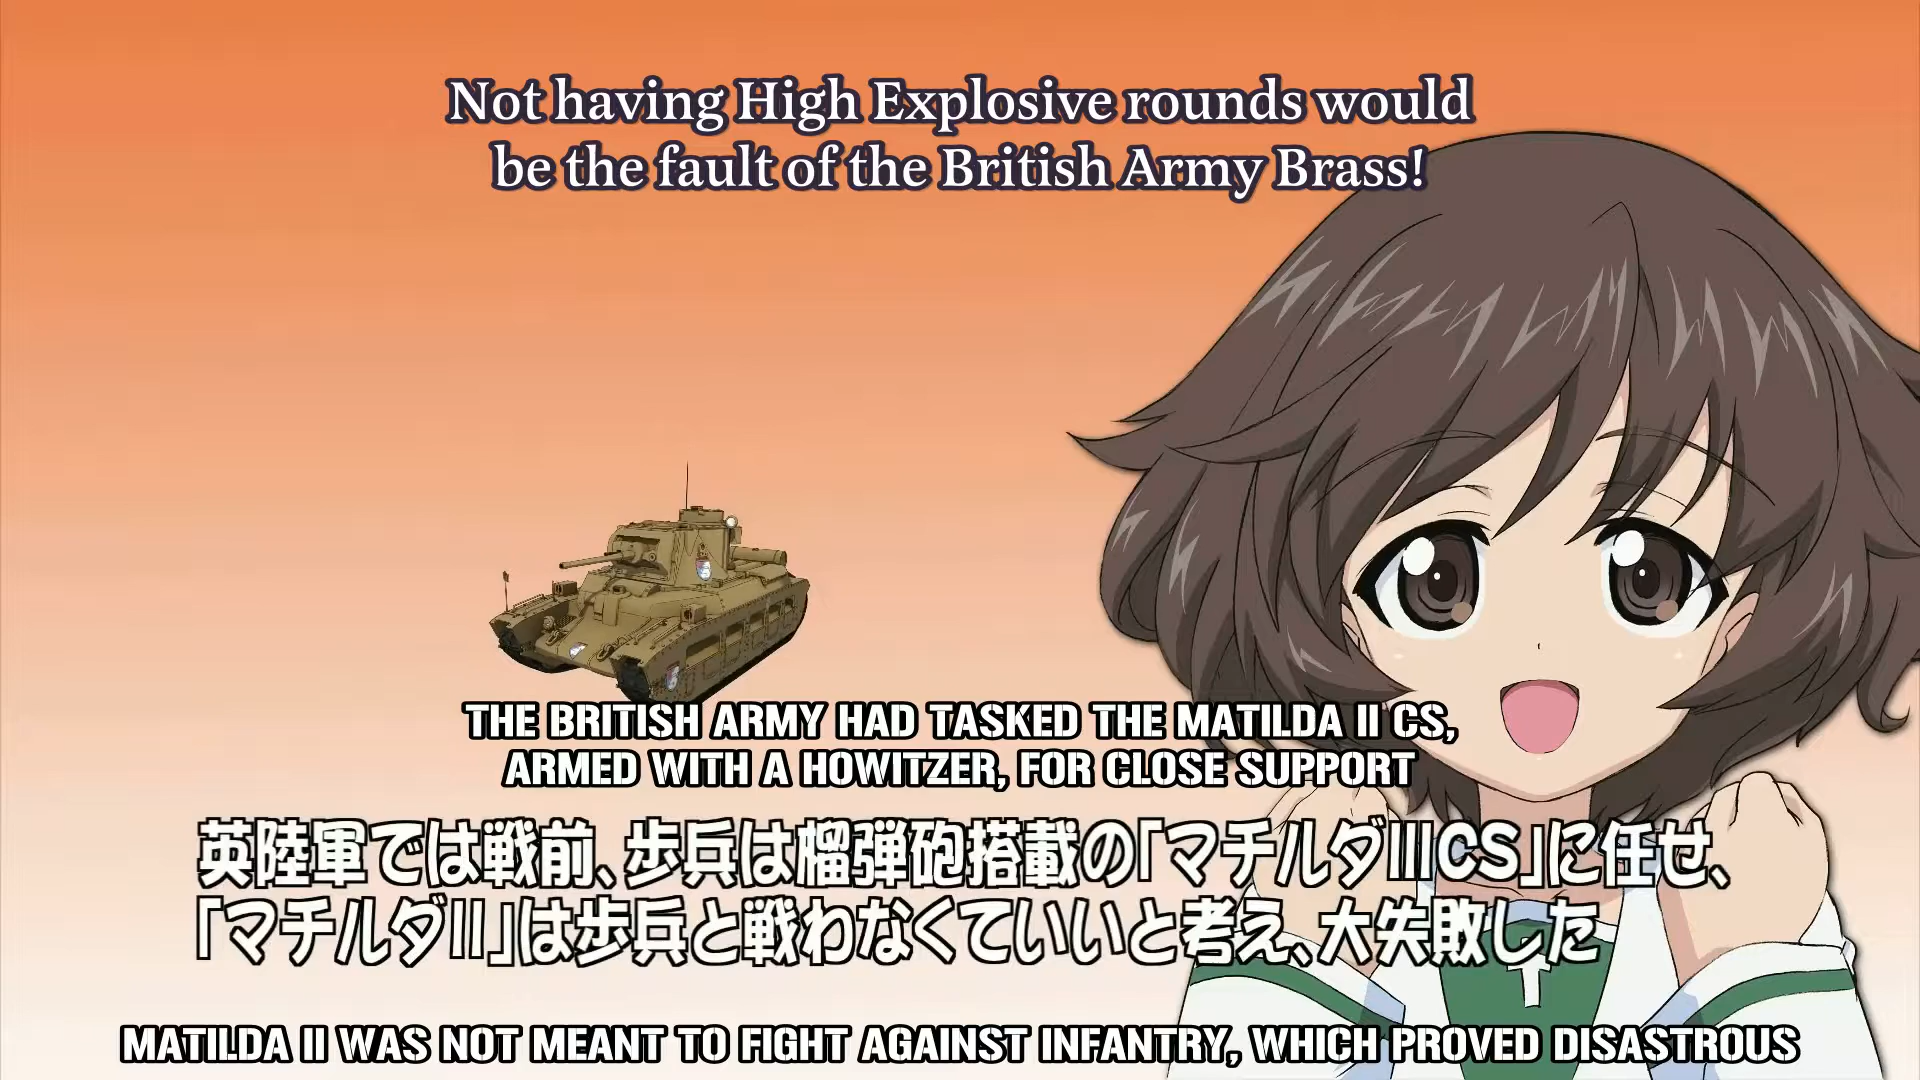 Not having High Explosive rounds would
be the fault of the British Army Brass!
THE BRITISH ARMY HAD TASKED THE MATILDA II CS,
ARMED WITH A HOWITZER, FOR CLOSE SUPPORT
英陸軍では戦前、歩兵は榴弾砲搭載の「マチルダIIICS」に任せ、
「マチルダII」は歩兵と戦わなくていいと考え、大失敗した
MATILDA II WAS NOT MEANT TO FIGHT AGAINST INFANTRY, WHICH PROVED DISASTROUS